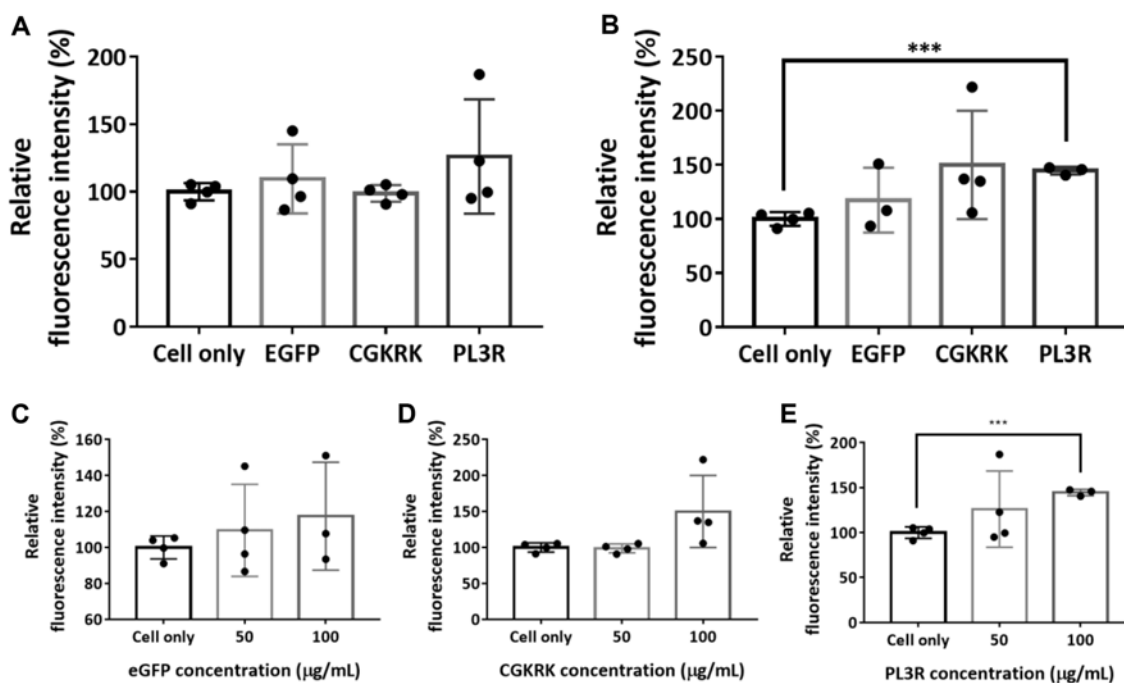 A
Relative
fluorescence intensity (%)
200
150
100
50
0
Cell only EGFP CGKRK PL3R
B
Relative
fluorescence intensity (%)
250
200
150
100
50
0
***
Cell only EGFP CGKRK PL3R
C
Relative
fluorescence intensity (%)
160
140
120
100
80
60
Cell only 50 100
eGFP concentration (µg/mL)
D
Relative
fluorescence intensity (%)
250
200
150
100
50
0
Cell only 50 100
CGKRK concentration (µg/mL)
E
Relative
fluorescence intensity (%)
200
150
100
50
0
***
Cell only 50 100
PL3R concentration (µg/mL)